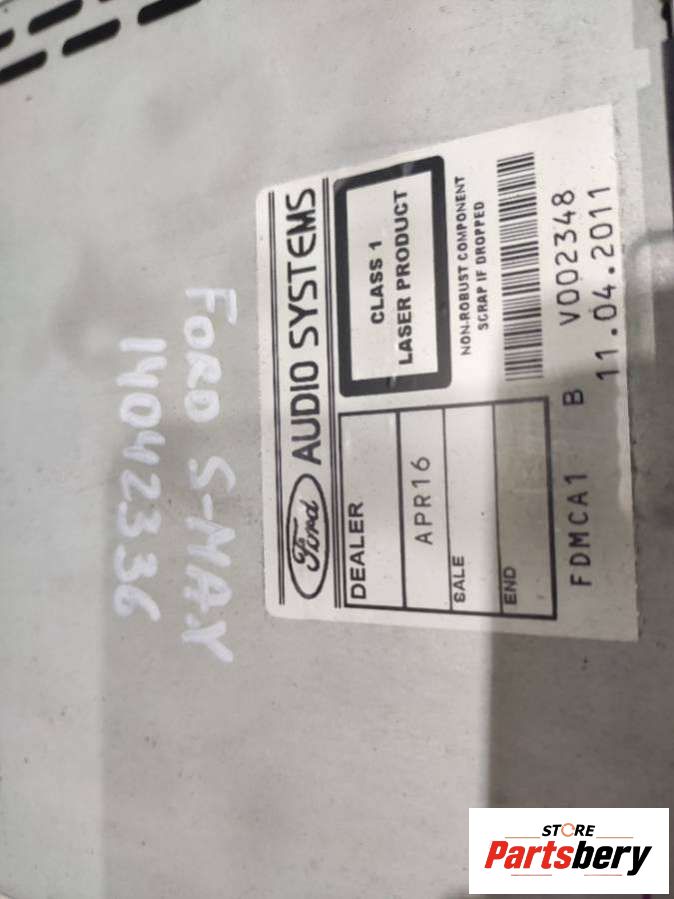 Ford AUDIO SYSTEMS
DEALER
APR16
SALE
END
CLASS 1
LASER PRODUCT
NON-ROBUST COMPONENT
SCRAP IF DROPPED
FDMCA1 B V002348
11.04.2011
FORD S-MAX
14042336
STORE
Partsbery